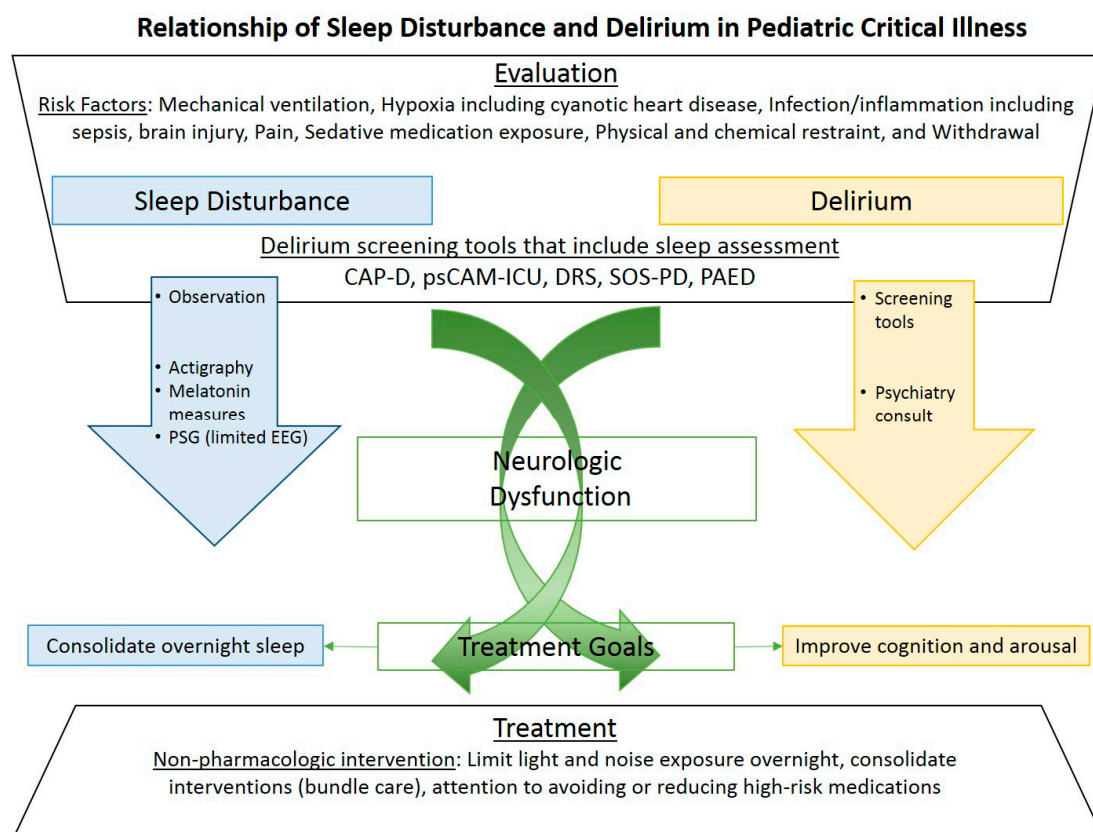 Relationship of Sleep Disturbance and Delirium in Pediatric Critical Illness
Evaluation
Risk Factors: Mechanical ventilation, Hypoxia including cyanotic heart disease, Infection/inflammation including
sepsis, brain injury, Pain, Sedative medication exposure, Physical and chemical restraint, and Withdrawal
Sleep Disturbance
Delirium
Delirium screening tools that include sleep assessment
CAP-D, psCAM-ICU, DRS, SOS-PD, PAED
• Observation
• Actigraphy
• Melatonin
measures
• PSG (limited EEG)
• Screening
tools
• Psychiatry
consult
Neurologic
Dysfunction
Consolidate overnight sleep
Treatment Goals
Improve cognition and arousal
Treatment
Non-pharmacologic intervention: Limit light and noise exposure overnight, consolidate
interventions (bundle care), attention to avoiding or reducing high-risk medications